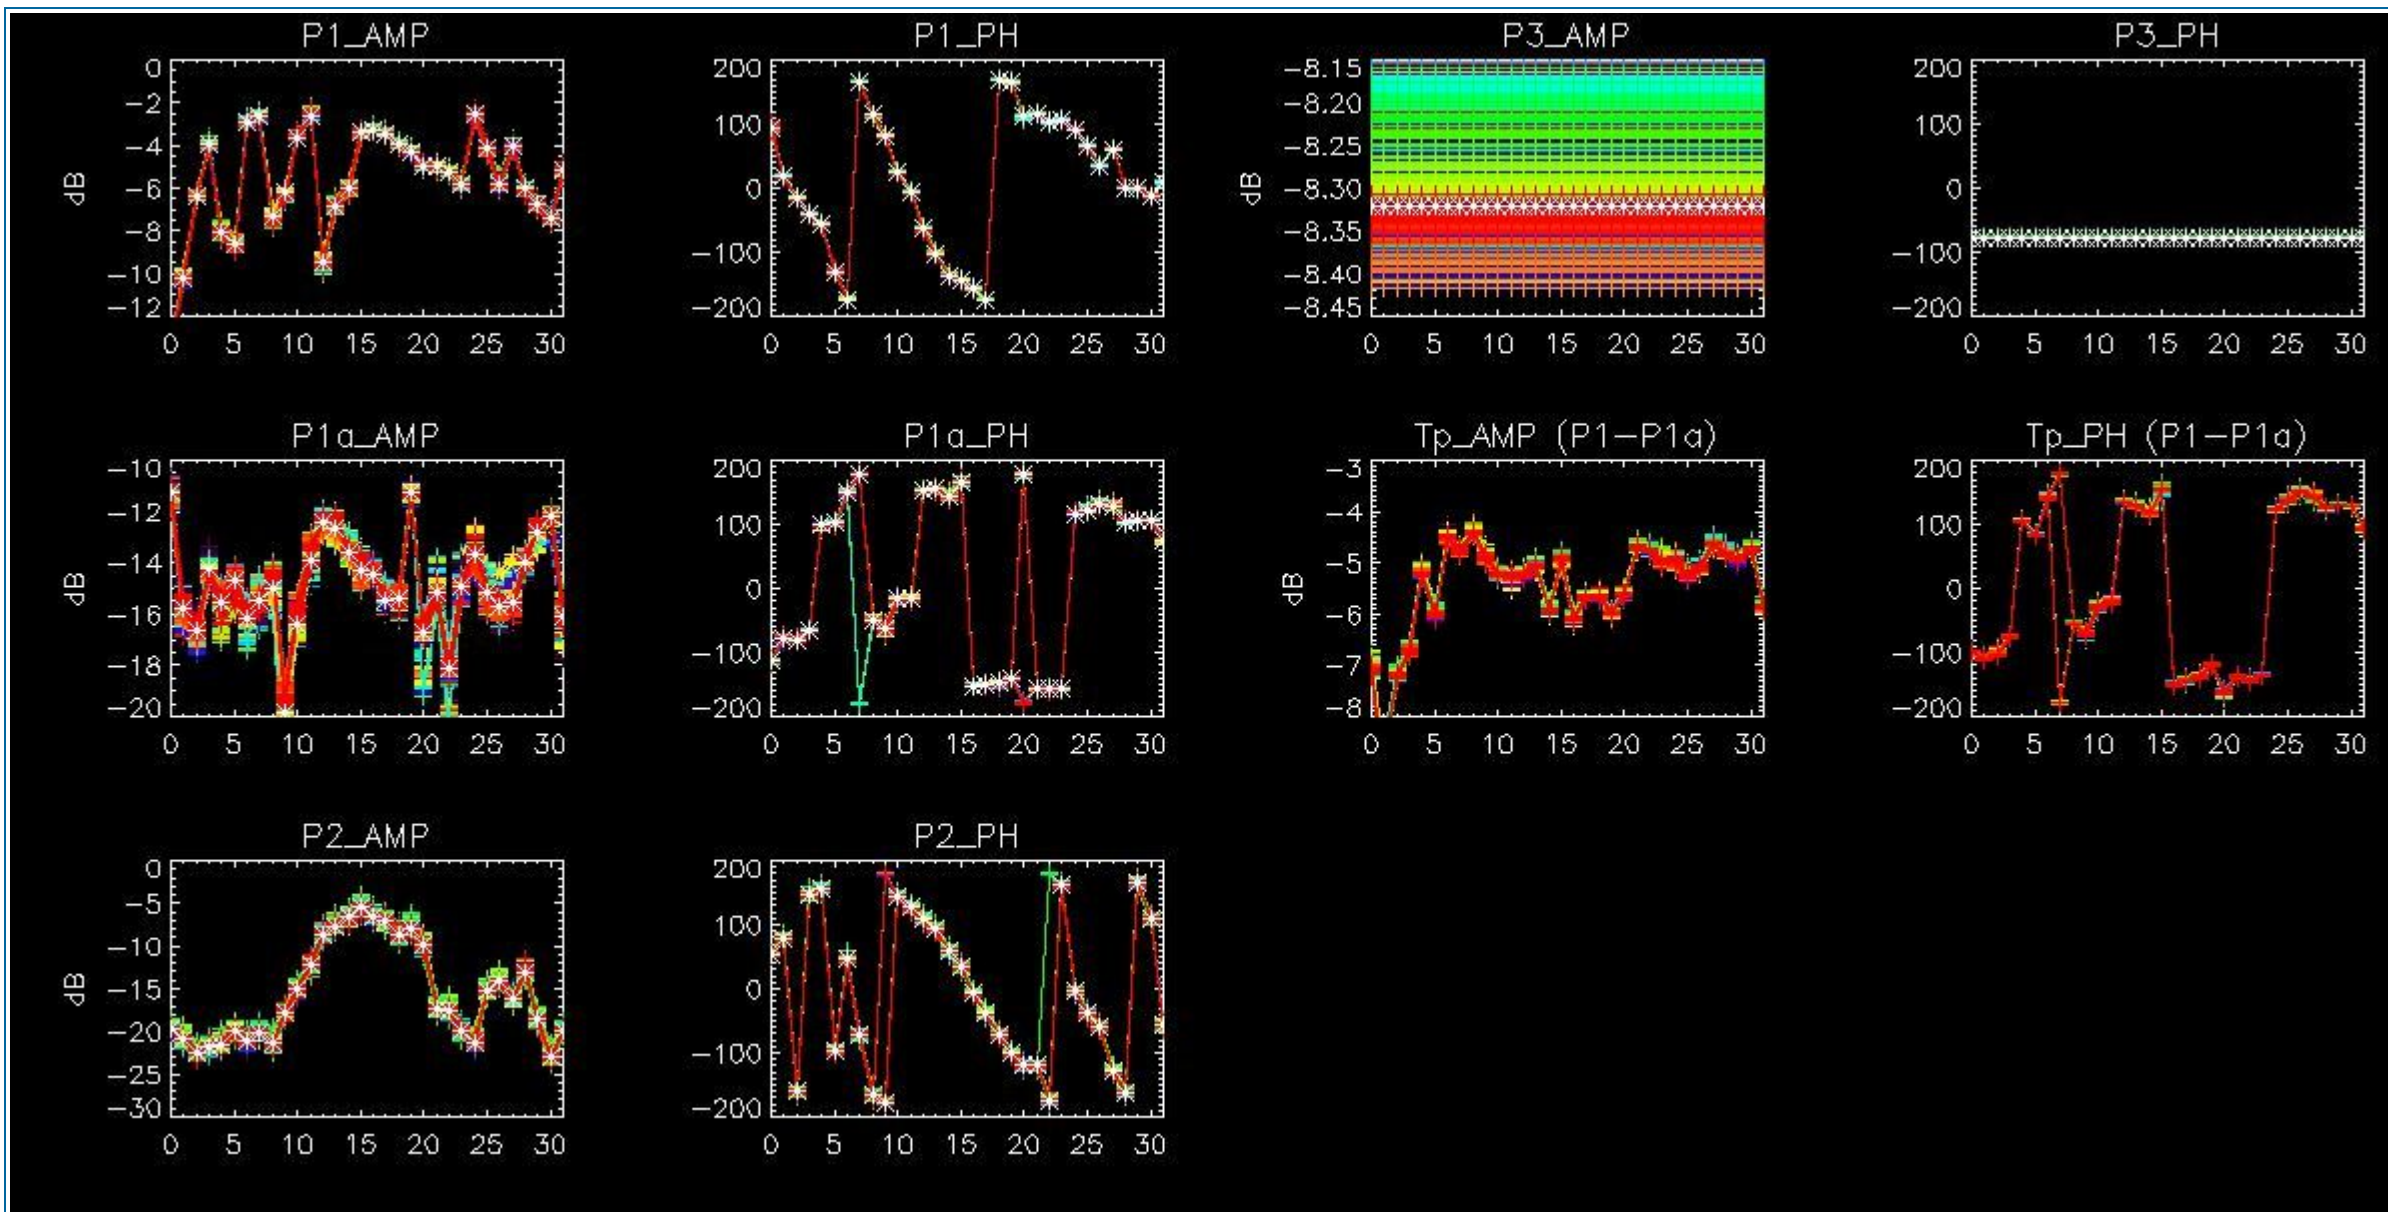 P1_AMP P1_PH P3_AMP P3_PH
0 200 -8.15 200
-2 100 -8.20 100
-4 0 -8.25 0
-6 -100 -8.30 -100
-8 -200 -8.35 -200
-10 -8.40
-12 -8.45
dB dB
0 5 10 15 20 25 30 0 5 10 15 20 25 30 0 5 10 15 20 25 30 0 5 10 15 20 25 30
P1a_AMP P1a_PH Tp_AMP (P1-P1a) Tp_PH (P1-P1a)
-10 200 -3 200
-12 100 -4 100
-14 0 -5 0
-16 -100 -6 -100
-18 -200 -7 -200
-20 -8
dB dB
0 5 10 15 20 25 30 0 5 10 15 20 25 30 0 5 10 15 20 25 30 0 5 10 15 20 25 30
P2_AMP P2_PH
0 200
-5 100
-10 0
-15 -100
-20 -200
-25
-30
dB
0 5 10 15 20 25 30 0 5 10 15 20 25 30